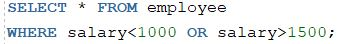 SELECT * FROM employee
WHERE salary<1000 OR salary>1500;